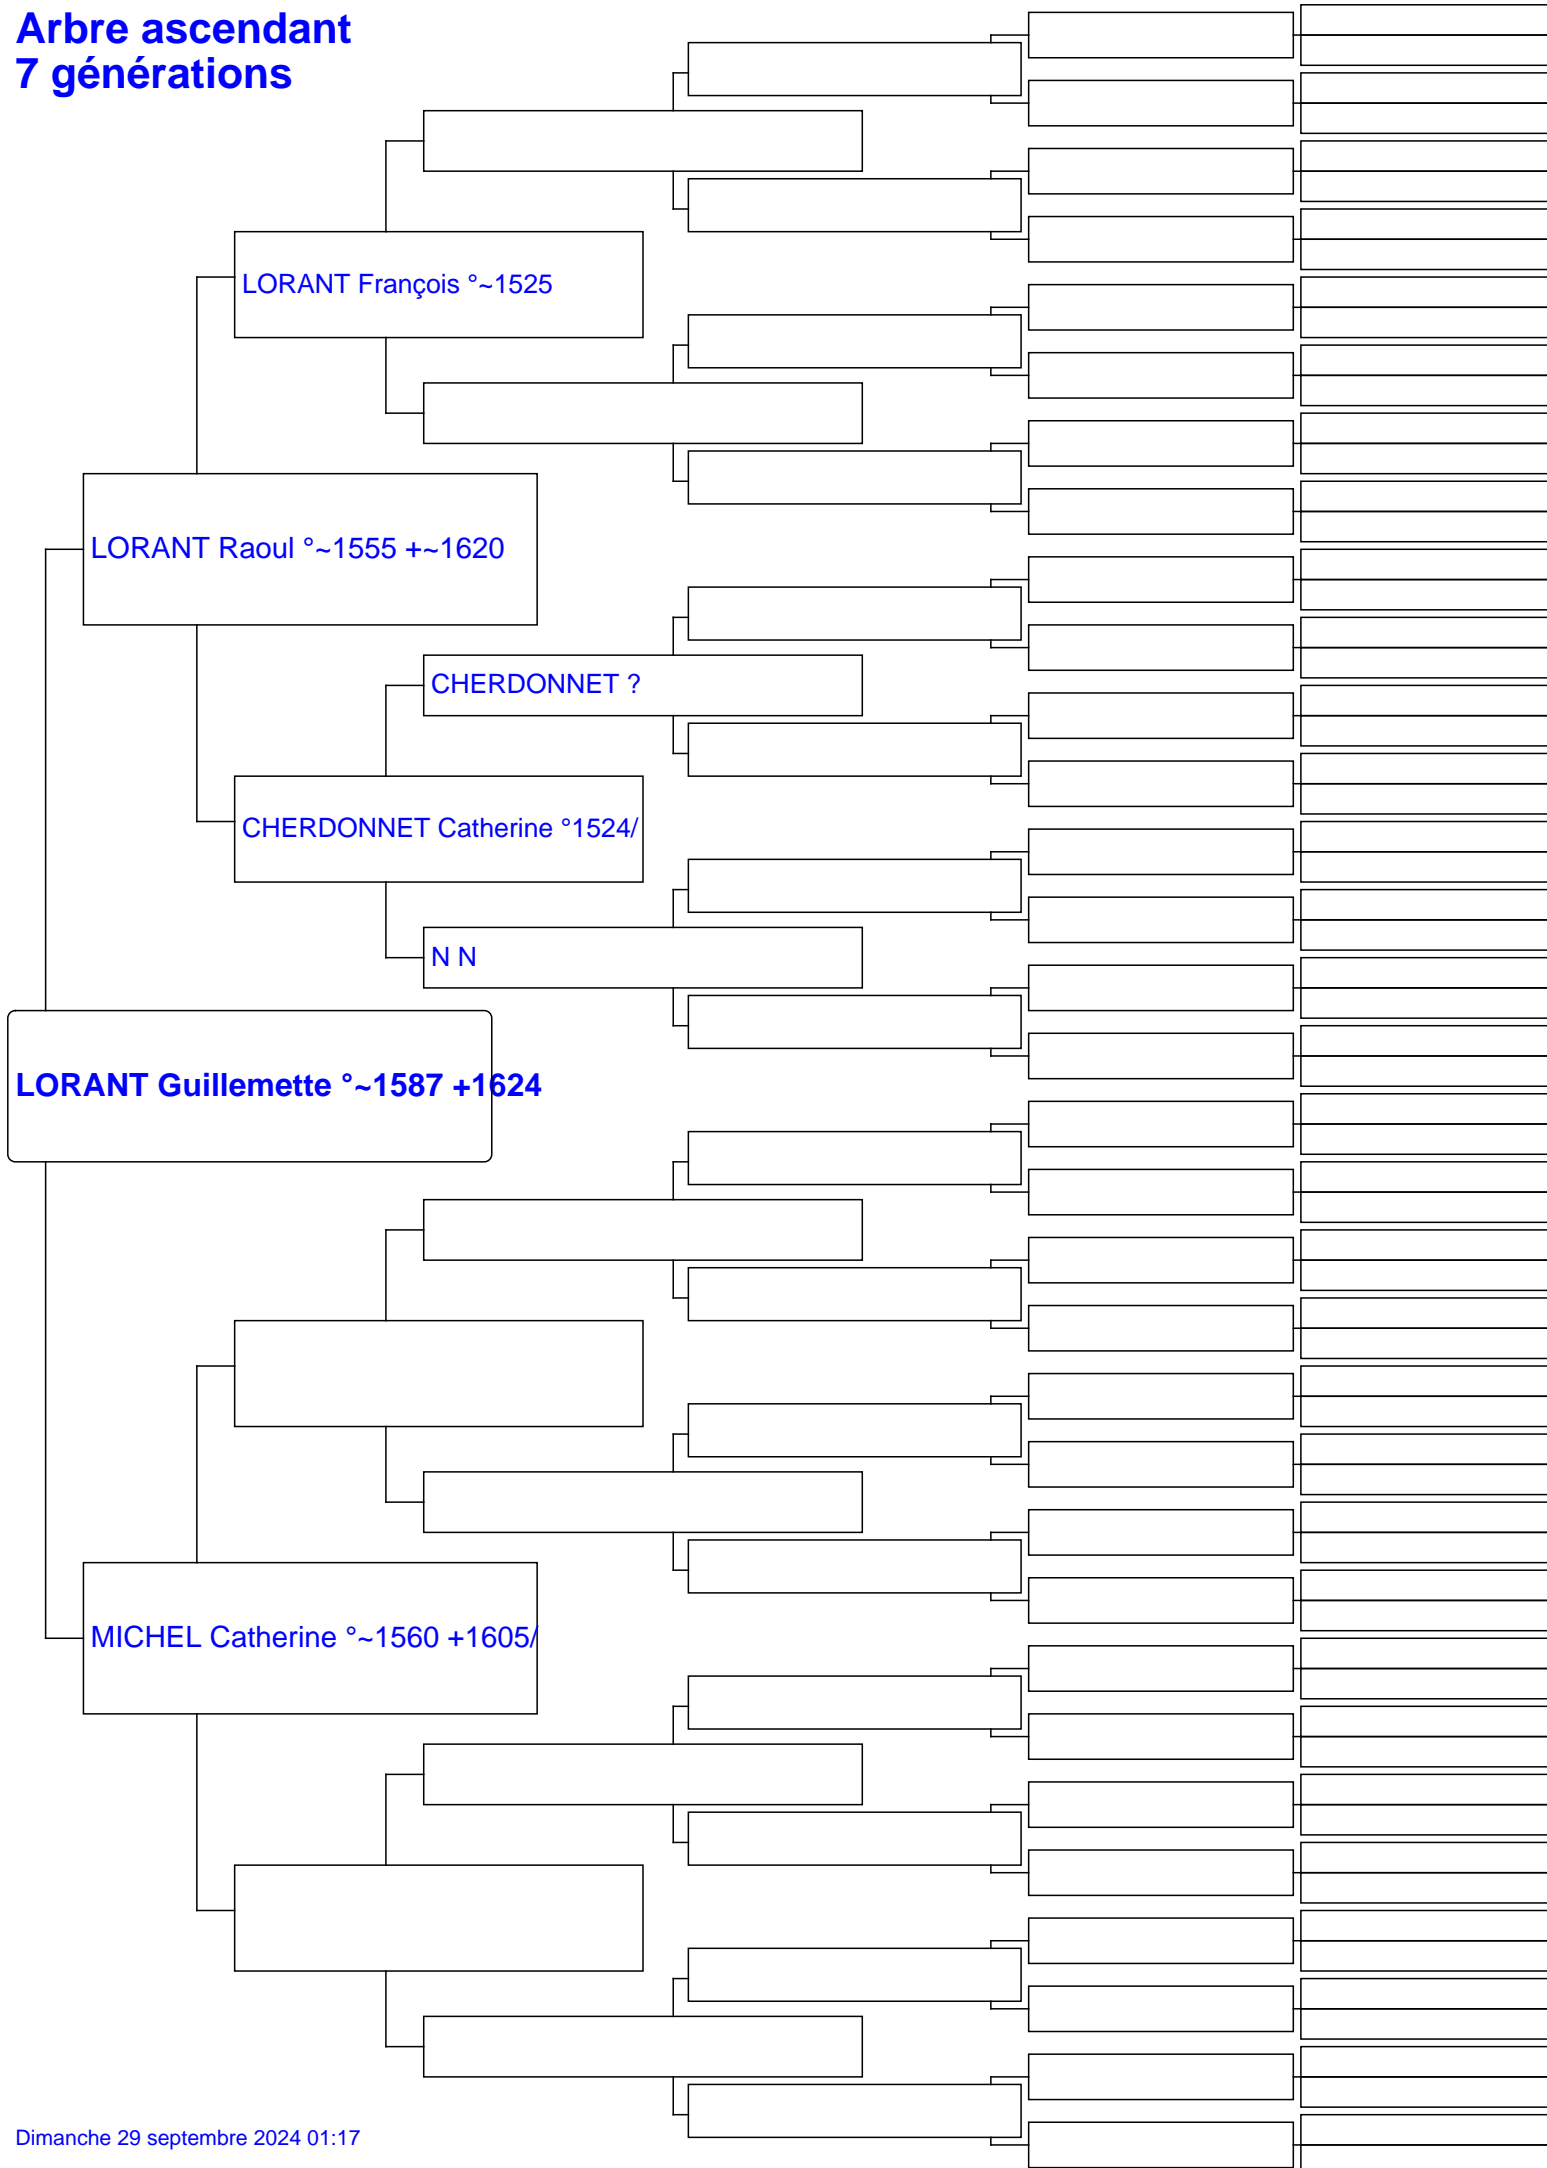 Arbre ascendant
7 générations
LORANT François °~1525
LORANT Raoul °~1555 +~1620
CHERDONNET ?
CHERDONNET Catherine °1524/
N N
LORANT Guillemette °~1587 +1624
MICHEL Catherine °~1560 +1605/
Dimanche 29 septembre 2024 01:17